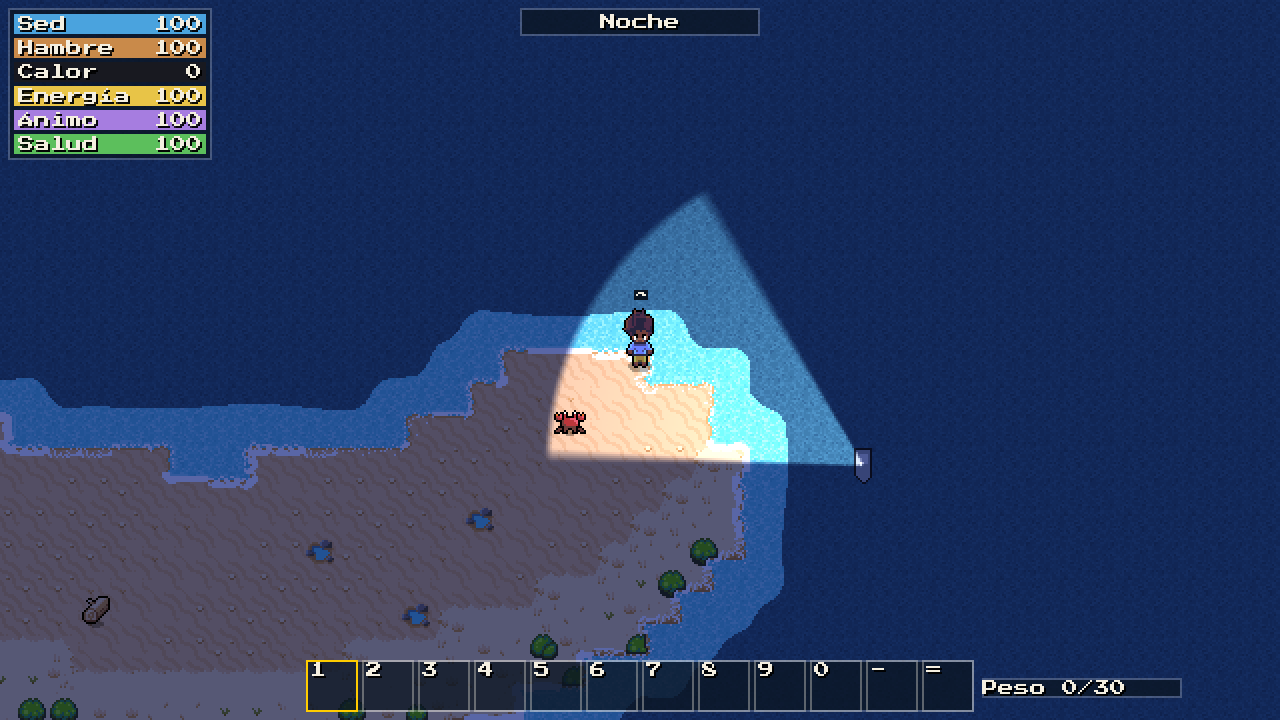 Sed 100
Hambre 100
Calor 0
Energía 100
Ánimo 100
Salud 100
Noche
1 2 3 4 5 6 7 8 9 0 - =
Peso 0/30